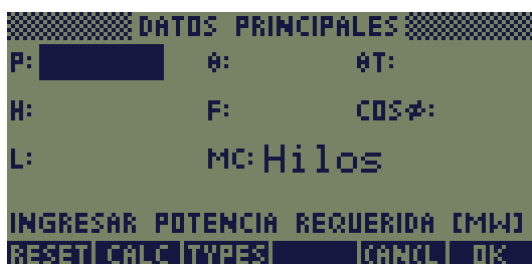 DATOS PRINCIPALES
P: θ: θT:
H: F: COSφ:
L: MC: Hilos
INGRESAR POTENCIA REQUERIDA [MW]
RESET CALC TYPES CANCL OK